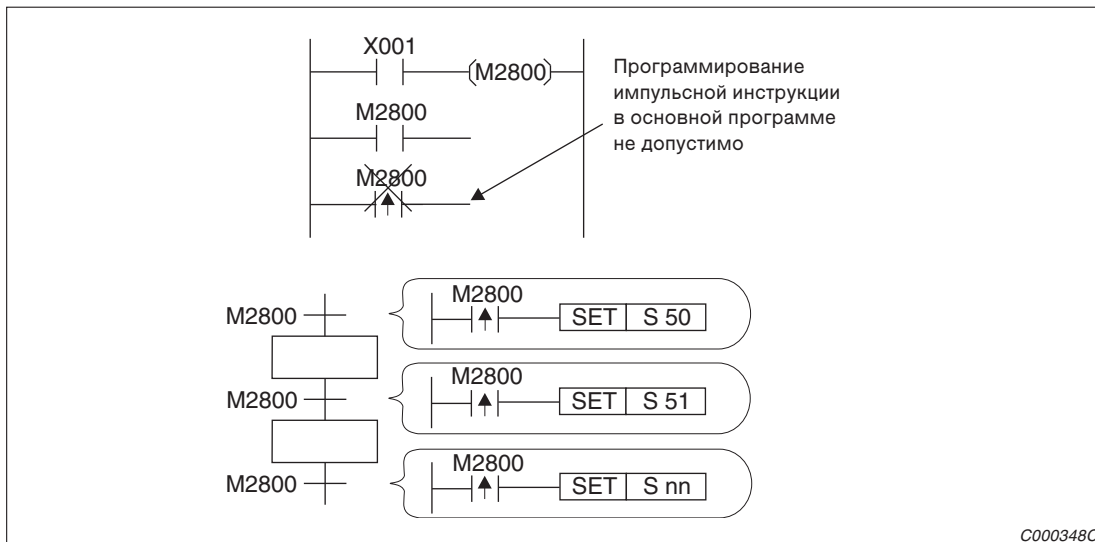 X001
(M2800)
Программирование
импульсной инструкции
в основной программе
не допустимо
M2800
M2800
M2800
M2800
SET S 50
M2800
M2800
SET S 51
M2800
M2800
SET S nn
C000348C